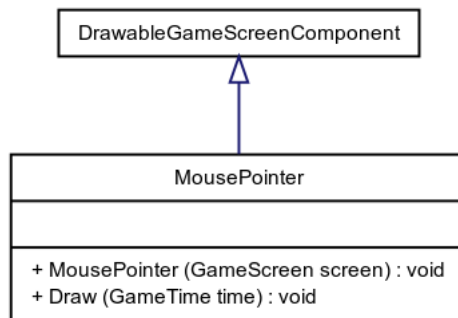 DrawableGameScreenComponent
MousePointer
+ MousePointer (GameScreen screen) : void
+ Draw (GameTime time) : void